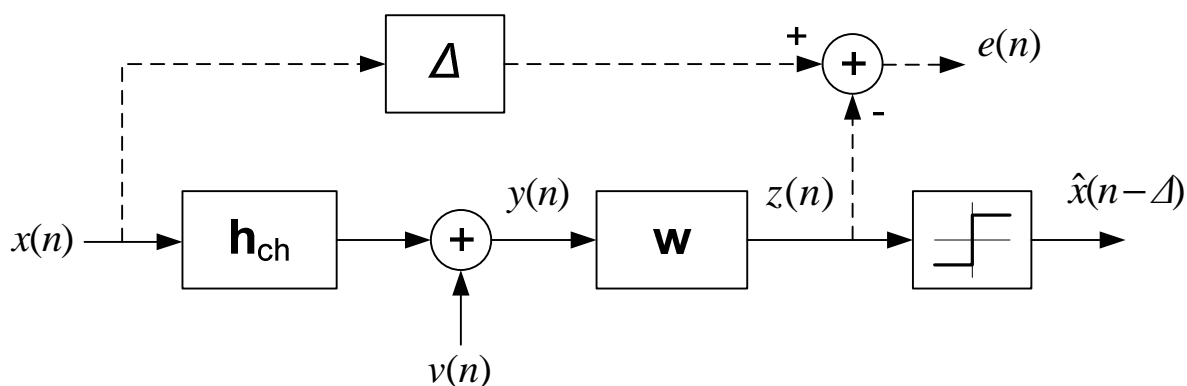 Δ
+
+
-
e(n)
x(n)
h_ch
+
v(n)
y(n)
w
z(n)
x̂(n−Δ)